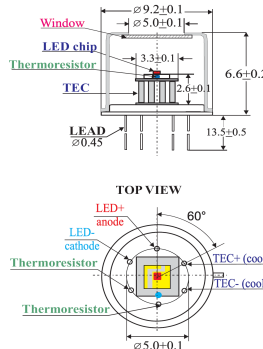 ⌀9.2±0.1
Window
⌀5.0±0.1
LED chip
3.3±0.1
Thermoresistor
6.6±0.2
TEC
2.6±0.1
LEAD
13.5±0.5
⌀0.45
TOP VIEW
LED+
anode
60°
LED-
cathode
TEC+ (coo
Thermoresistor
TEC- (coo
Thermoresistor
⌀5.0±0.1